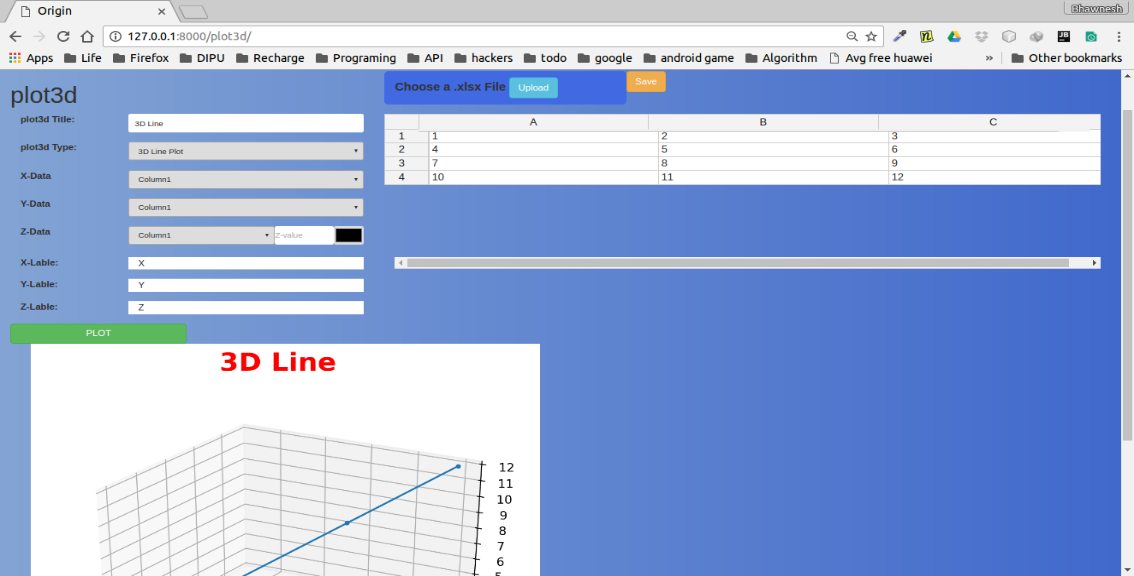 Origin
Bhawnesh
127.0.0.1:8000/plot3d/
Apps Life Firefox DIPU Recharge Programing API hackers todo google android game Algorithm Avg free huawei » Other bookmarks
plot3d
Choose a .xlsx File Upload Save
plot3d Title: 3D Line
plot3d Type: 3D Line Plot
X-Data Column1
Y-Data Column1
Z-Data Column1 Z-value
X-Lable: X
Y-Lable: Y
Z-Lable: Z
PLOT
A B C
1 1 2 3
2 4 5 6
3 7 8 9
4 10 11 12
3D Line
12
11
10
9
8
7
6
5